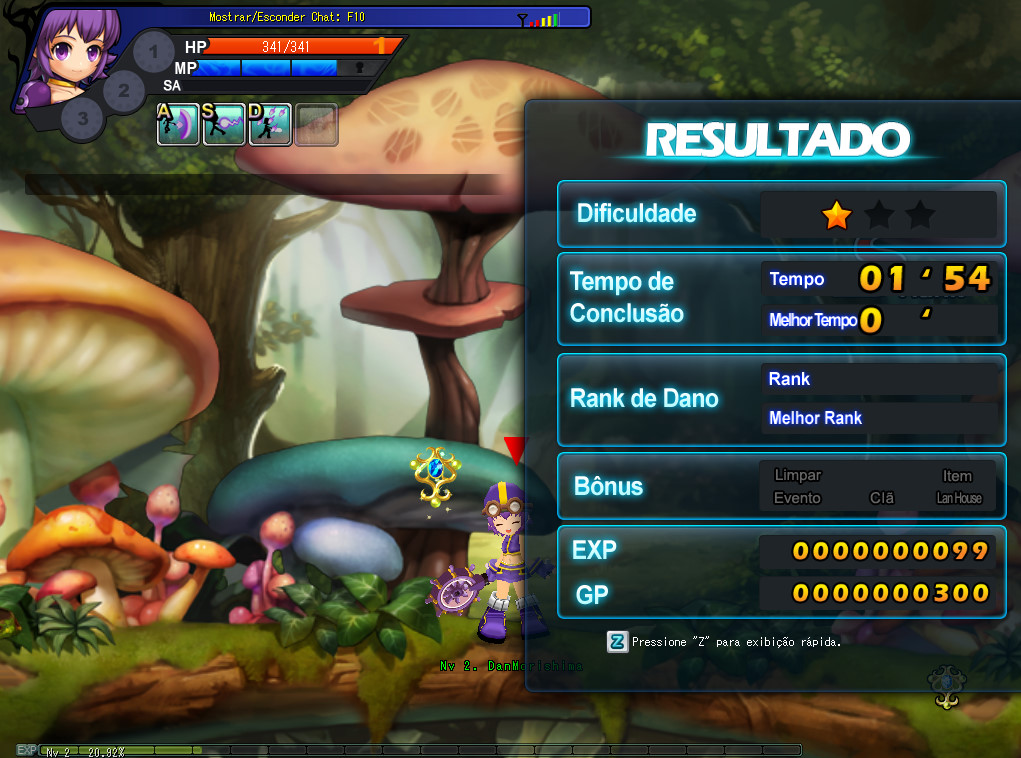 Mostrar/Esconder Chat: F10
1
HP 341/341 1
MP
2
SA
3
A S D
RESULTADO
Dificuldade
Tempo de
Conclusão
Tempo 01 ' 54
Melhor Tempo 0 '
Rank de Dano
Rank
Melhor Rank
Bônus
Limpar Item
Evento Clã Lan House
EXP 000000000099
GP 0000000300
Z Pressione "Z" para exibição rápida.
Nv 2. DanMorishima
EXP Nv 2 20.92%